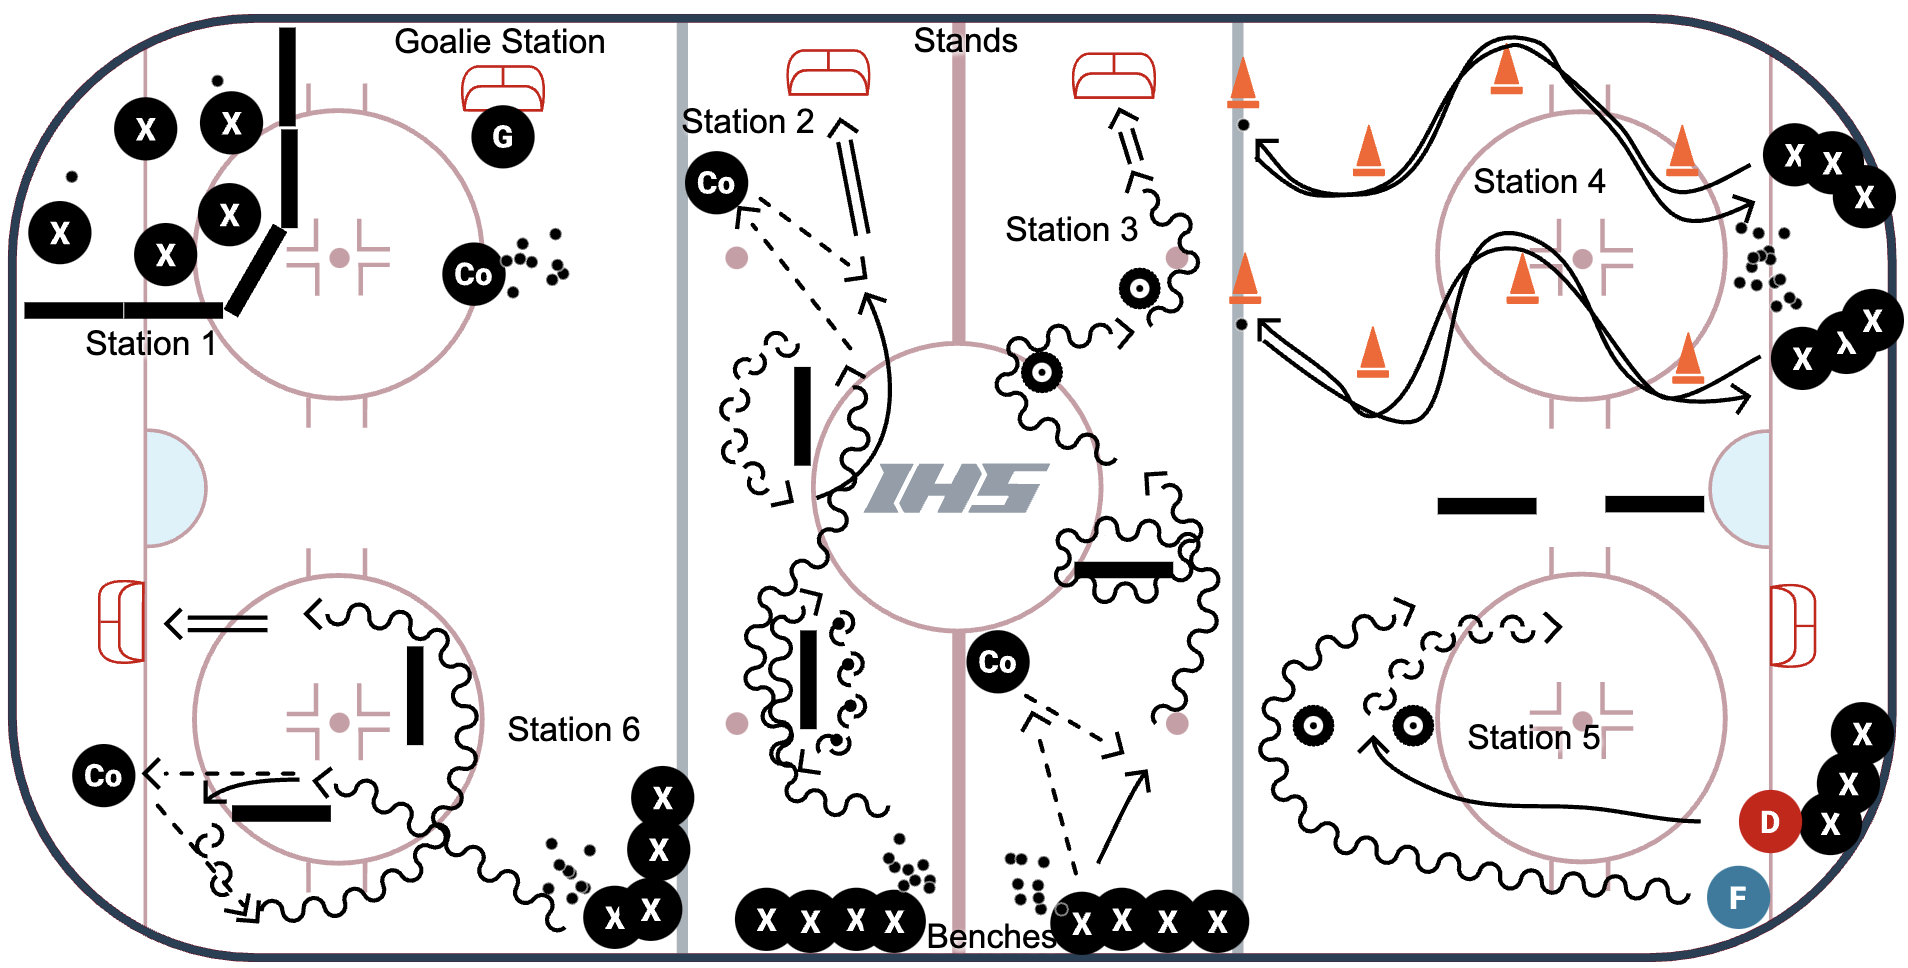 Goalie Station
Stands
X
X
G
Station 2
X
X
X
Station 4
X
X
Co
X
X
X
Station 3
Co
Station 1
X
X
X
IHS
Co
Station 6
Station 5
X
Co
X
X
D
X
X
F
X
X
X
X
X
X
Benches
X
X
X
X